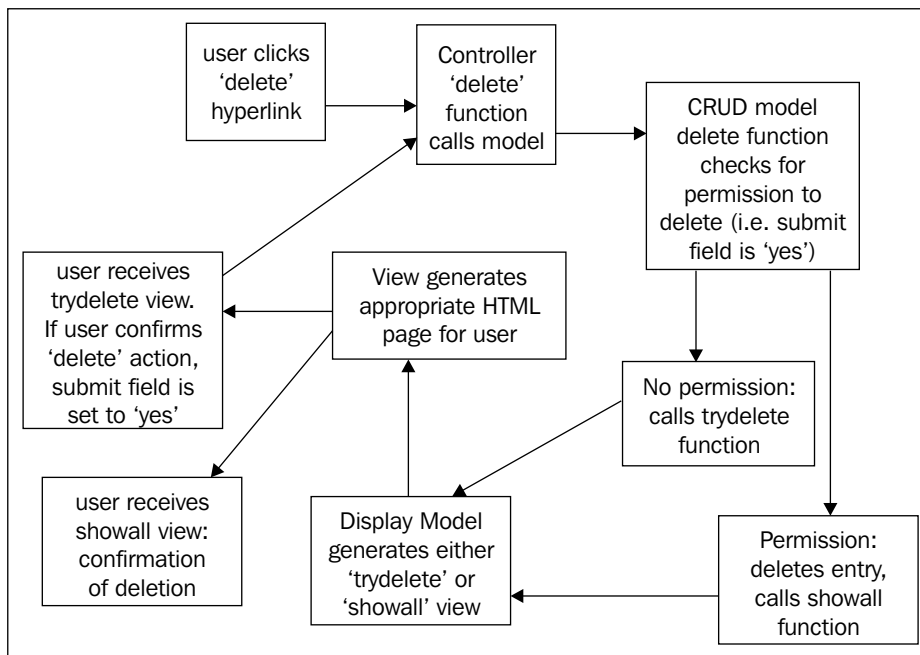 user clicks
‘delete’
hyperlink
Controller
‘delete’
function
calls model
CRUD model
delete function
checks for
permission to
delete (i.e. submit
field is ‘yes’)
user receives
trydelete view.
If user confirms
‘delete’ action,
submit field is
set to ‘yes’
View generates
appropriate HTML
page for user
No permission:
calls trydelete
function
user receives
showall view:
confirmation
of deletion
Display Model
generates either
‘trydelete’ or
‘showall’ view
Permission:
deletes entry,
calls showall
function